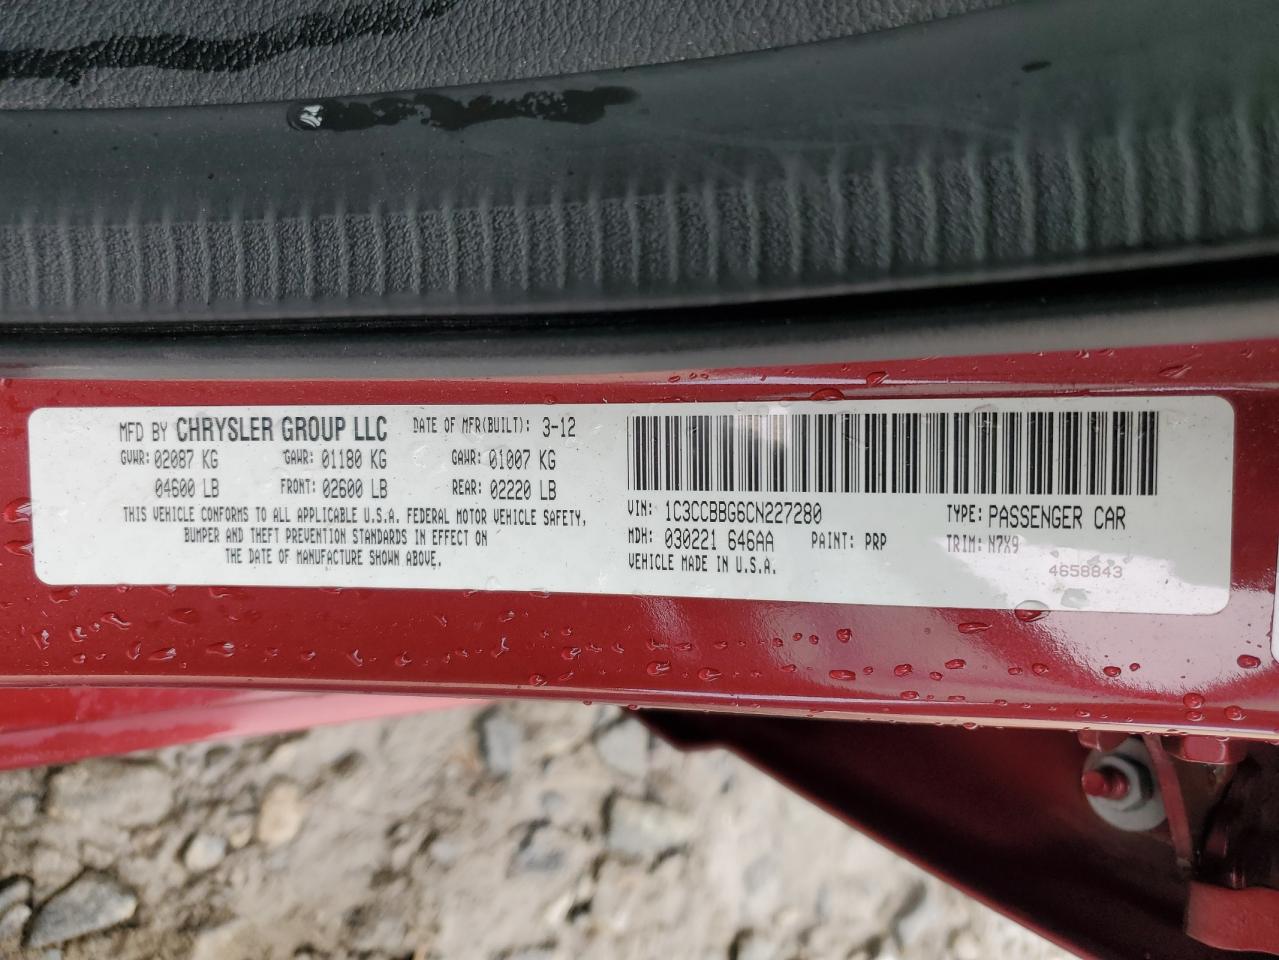 MFD BY CHRYSLER GROUP LLC DATE OF MFR(BUILT): 3-12
GVWR: 02087 KG GAWR: 01180 KG GAWR: 01007 KG
04600 LB FRONT: 02600 LB REAR: 02220 LB
THIS VEHICLE CONFORMS TO ALL APPLICABLE U.S.A. FEDERAL MOTOR VEHICLE SAFETY,
BUMPER AND THEFT PREVENTION STANDARDS IN EFFECT ON
THE DATE OF MANUFACTURE SHOWN ABOVE.
VIN: 1C3CCBBG6CN227280 TYPE: PASSENGER CAR
MDH: 030221 646AA PAINT: PRP TRIM: N7X9
VEHICLE MADE IN U.S.A. 4658843